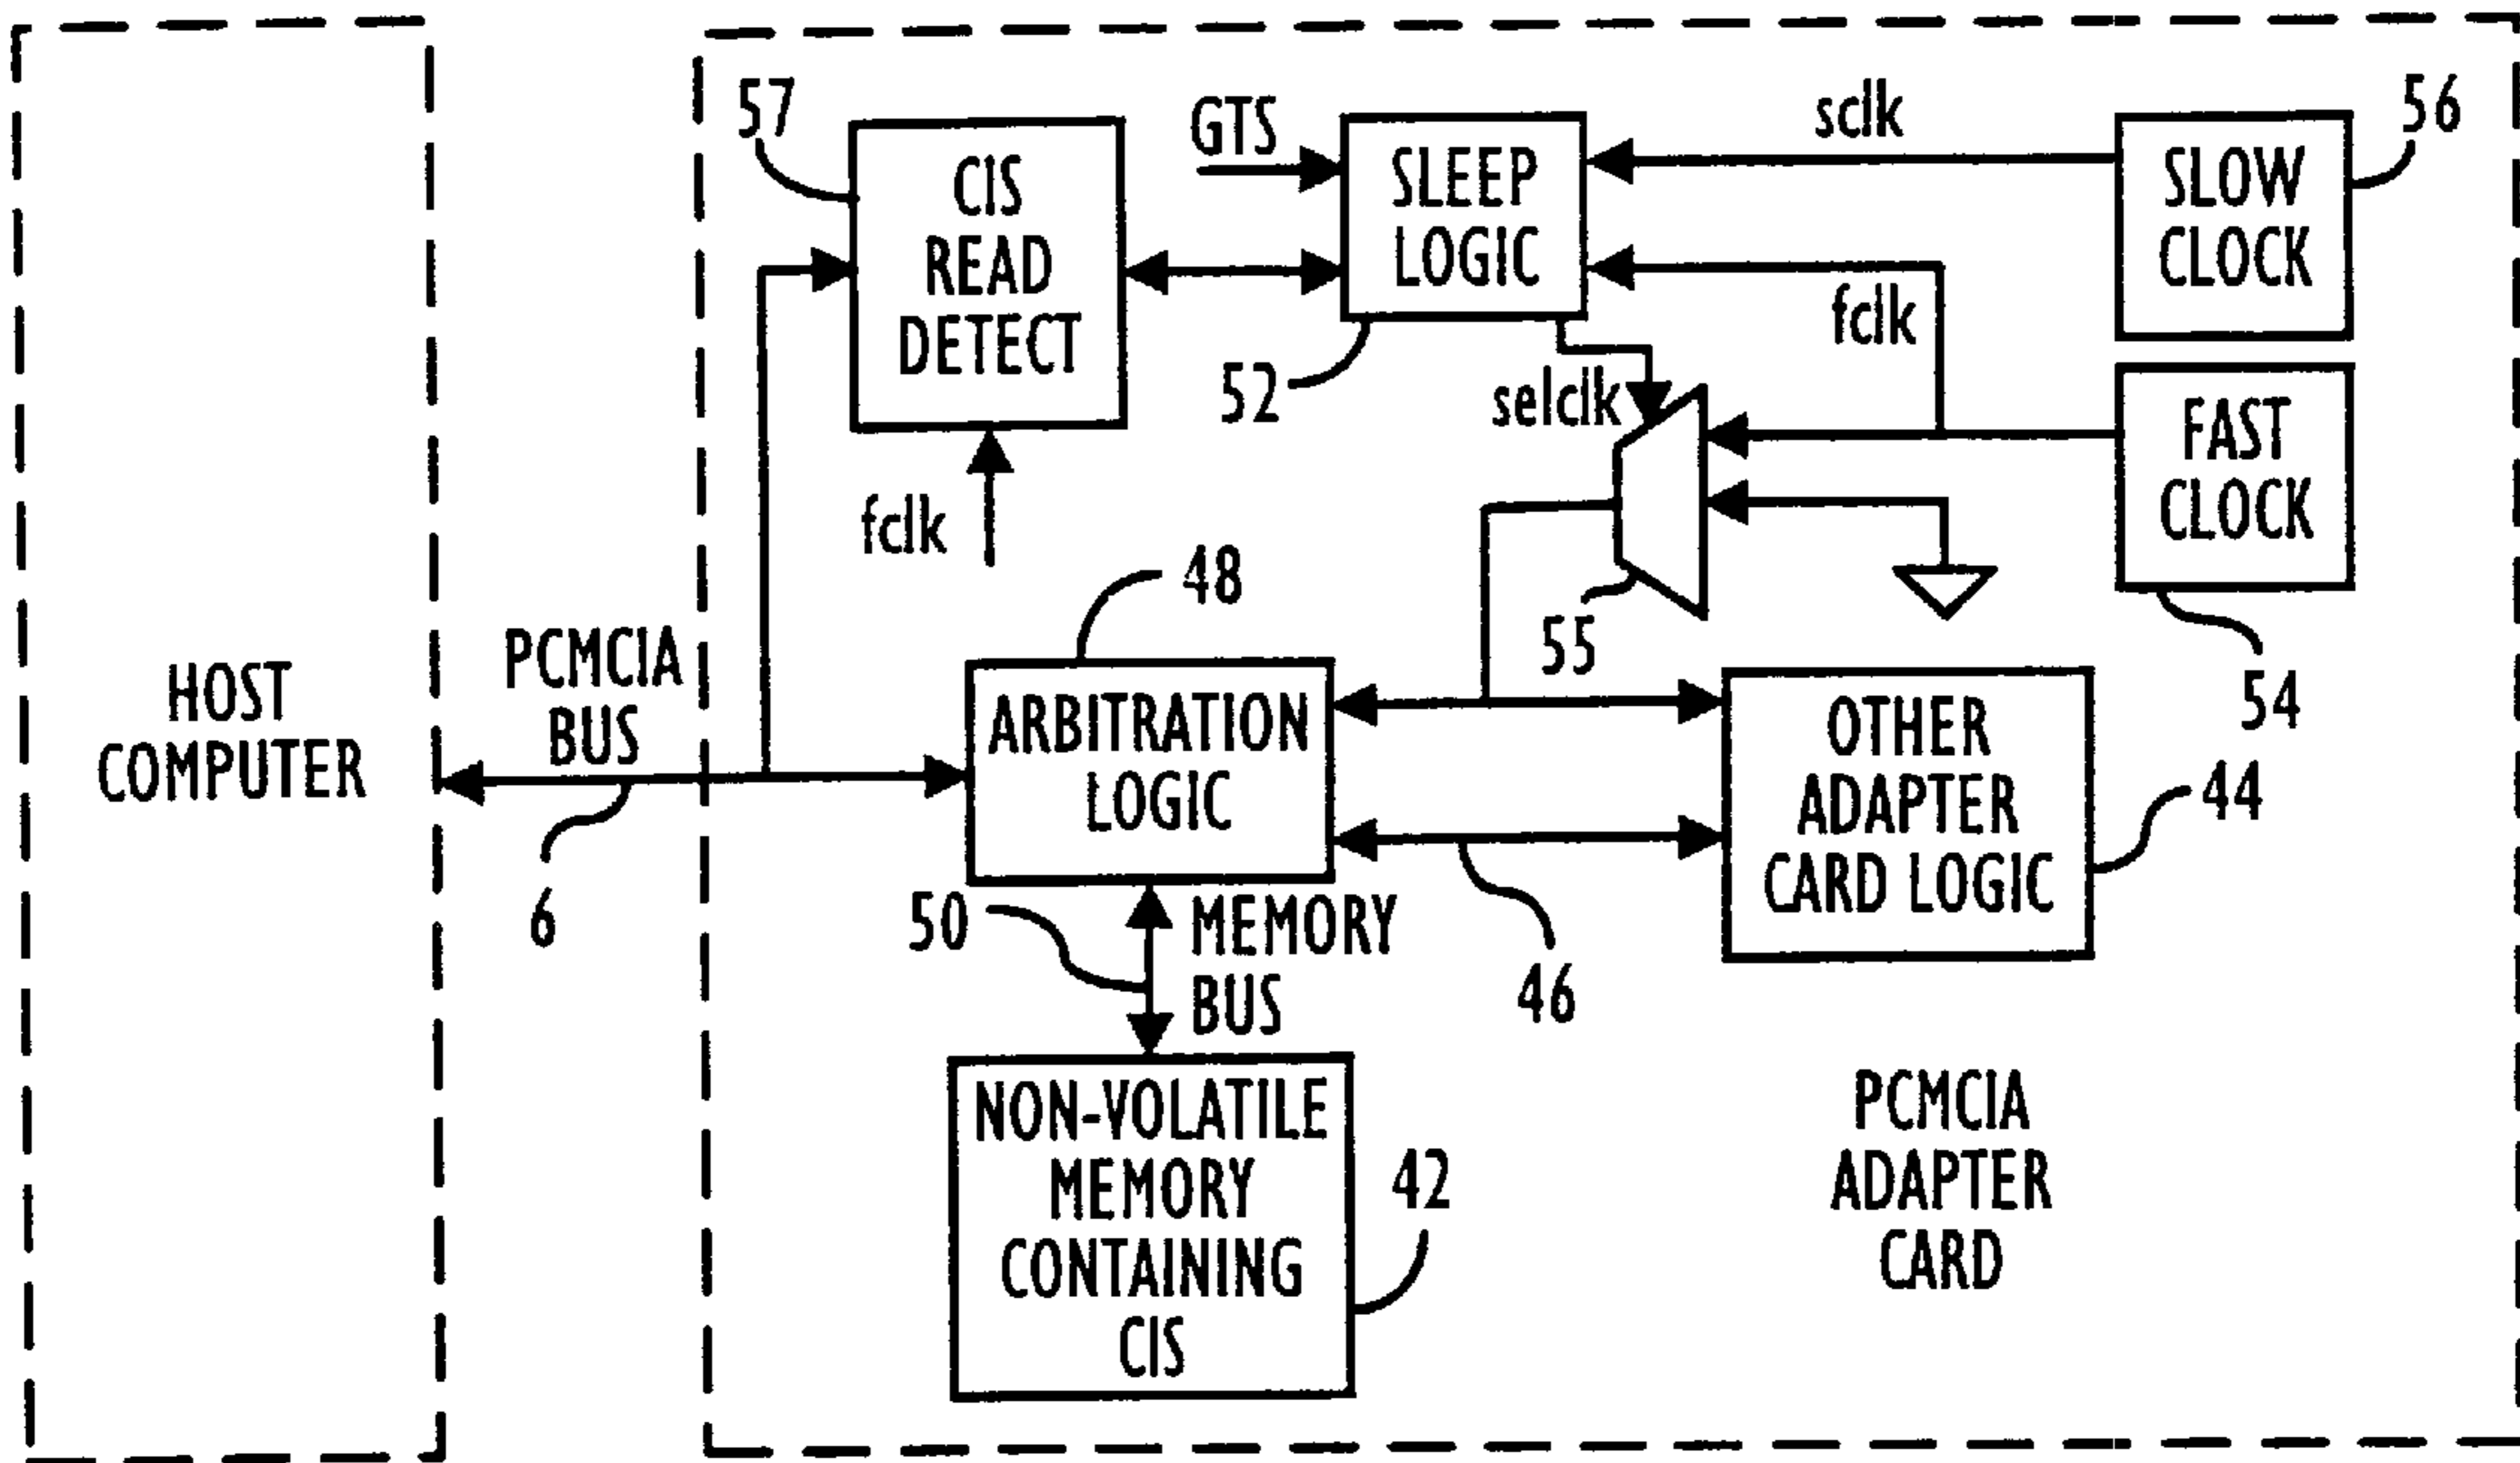 HOST
COMPUTER
PCMCIA
BUS
6
57
CIS
READ
DETECT
fclk
GTS
SLEEP
LOGIC
52
sclk
fclk
selclk
SLOW
CLOCK
56
FAST
CLOCK
54
55
48
ARBITRATION
LOGIC
OTHER
ADAPTER
CARD LOGIC
44
46
50
MEMORY
BUS
NON-VOLATILE
MEMORY
CONTAINING
CIS
42
PCMCIA
ADAPTER
CARD